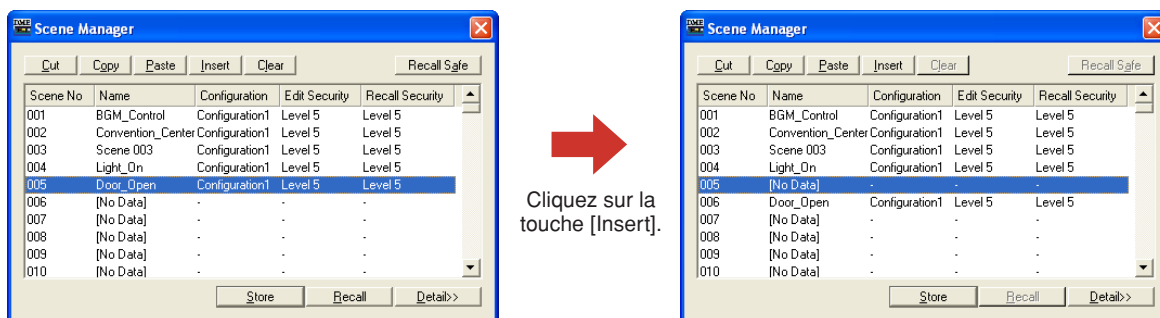 Scene Manager
Cut Copy Paste Insert Clear Recall Safe
Scene No Name Configuration Edit Security Recall Security
001 BGM_Control Configuration1 Level 5 Level 5
002 Convention_Center Configuration1 Level 5 Level 5
003 Scene 003 Configuration1 Level 5 Level 5
004 Light_On Configuration1 Level 5 Level 5
005 Door_Open Configuration1 Level 5 Level 5
006 [No Data] - - -
007 [No Data] - - -
008 [No Data] - - -
009 [No Data] - - -
010 [No Data] - - -
Store Recall Detail>>
Cliquez sur la
touche [Insert].
Scene Manager
Cut Copy Paste Insert Clear Recall Safe
Scene No Name Configuration Edit Security Recall Security
001 BGM_Control Configuration1 Level 5 Level 5
002 Convention_Center Configuration1 Level 5 Level 5
003 Scene 003 Configuration1 Level 5 Level 5
004 Light_On Configuration1 Level 5 Level 5
005 [No Data] - - -
006 Door_Open Configuration1 Level 5 Level 5
007 [No Data] - - -
008 [No Data] - - -
009 [No Data] - - -
010 [No Data] - - -
Store Recall Detail>>